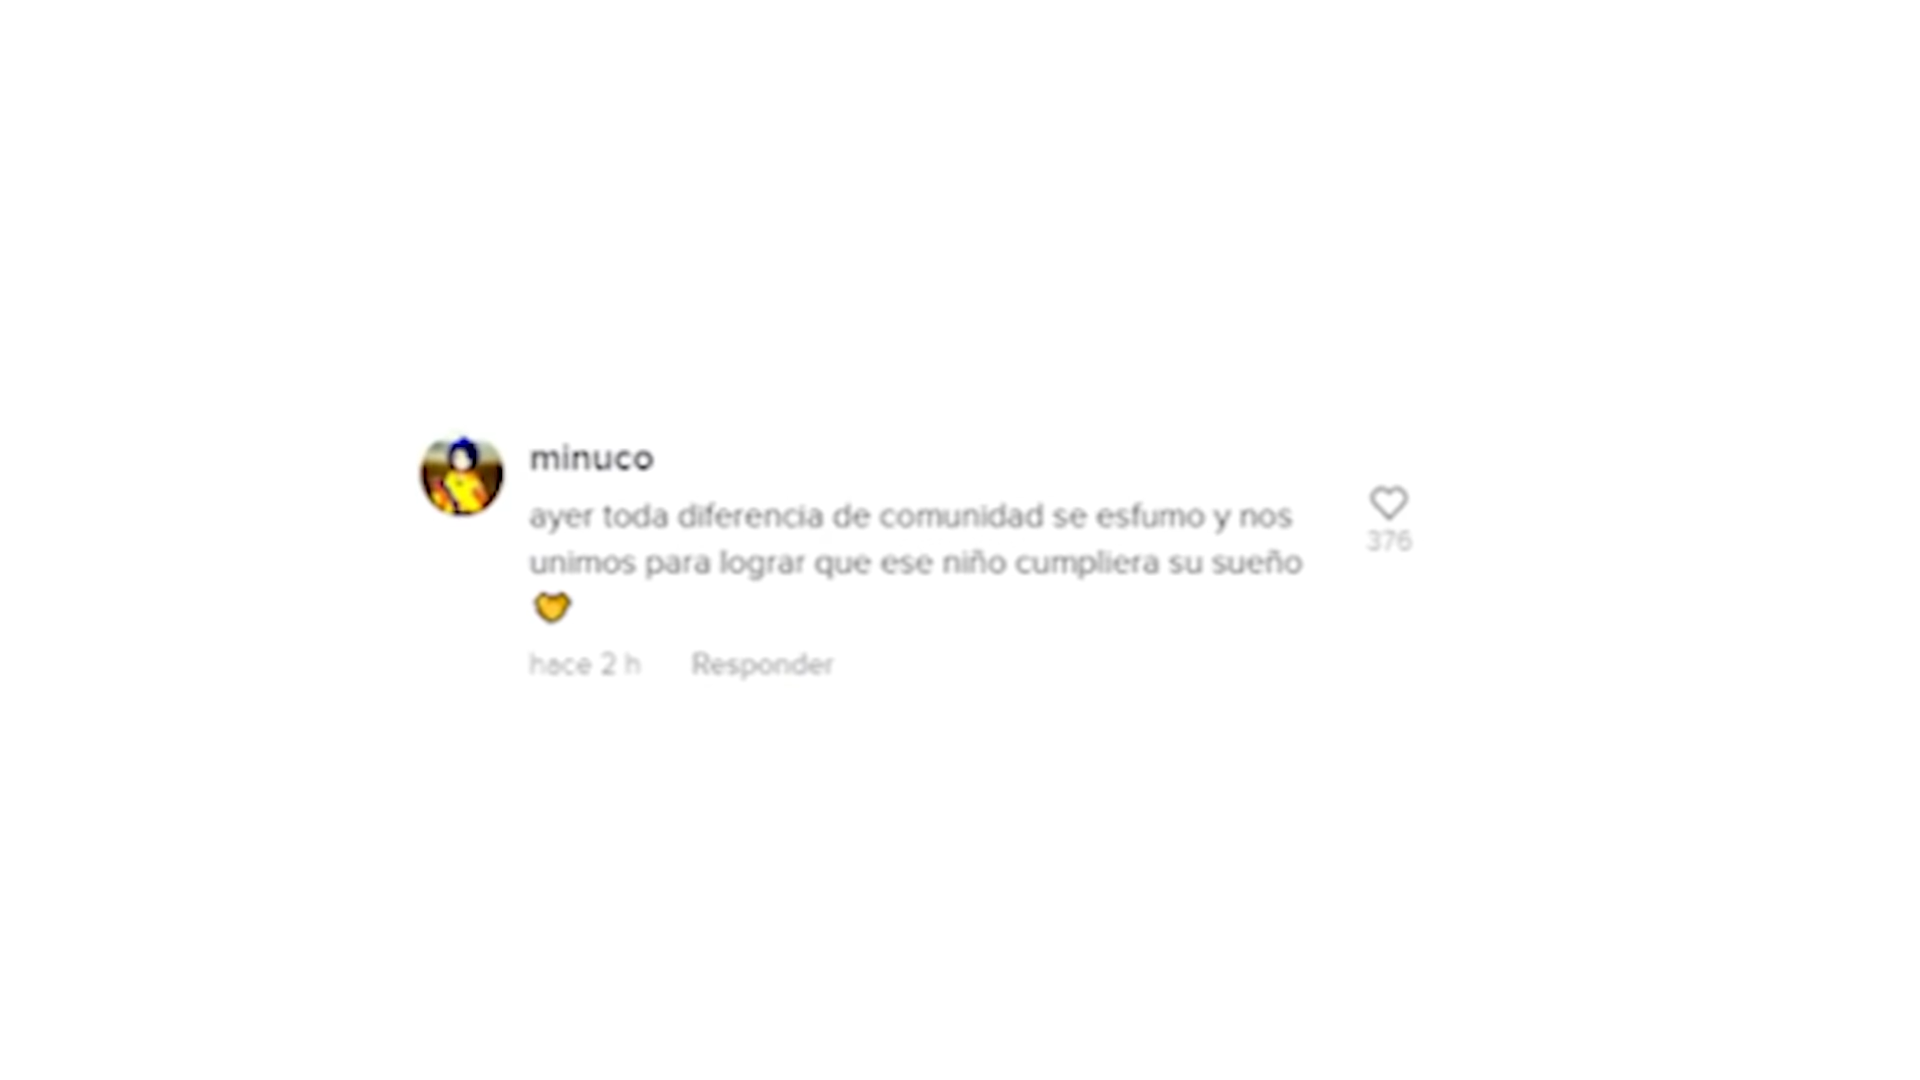 minuco
ayer toda diferencia de comunidad se esfumo y nos
376
unimos para lograr que ese niño cumpliera su sueño
💛
hace 2 h Responder